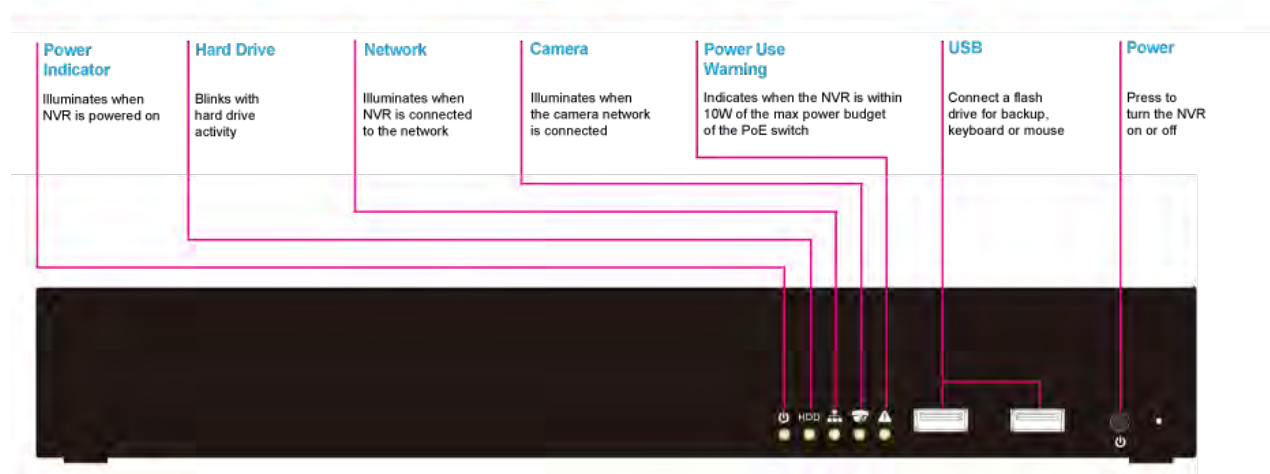 Power
Indicator
Illuminates when
NVR is powered on
Hard Drive
Blinks with
hard drive
activity
Network
Illuminates when
NVR is connected
to the network
Camera
Illuminates when
the camera network
is connected
Power Use
Warning
Indicates when the NVR is within
10W of the max power budget
of the PoE switch
USB
Connect a flash
drive for backup,
keyboard or mouse
Power
Press to
turn the NVR
on or off
HDD